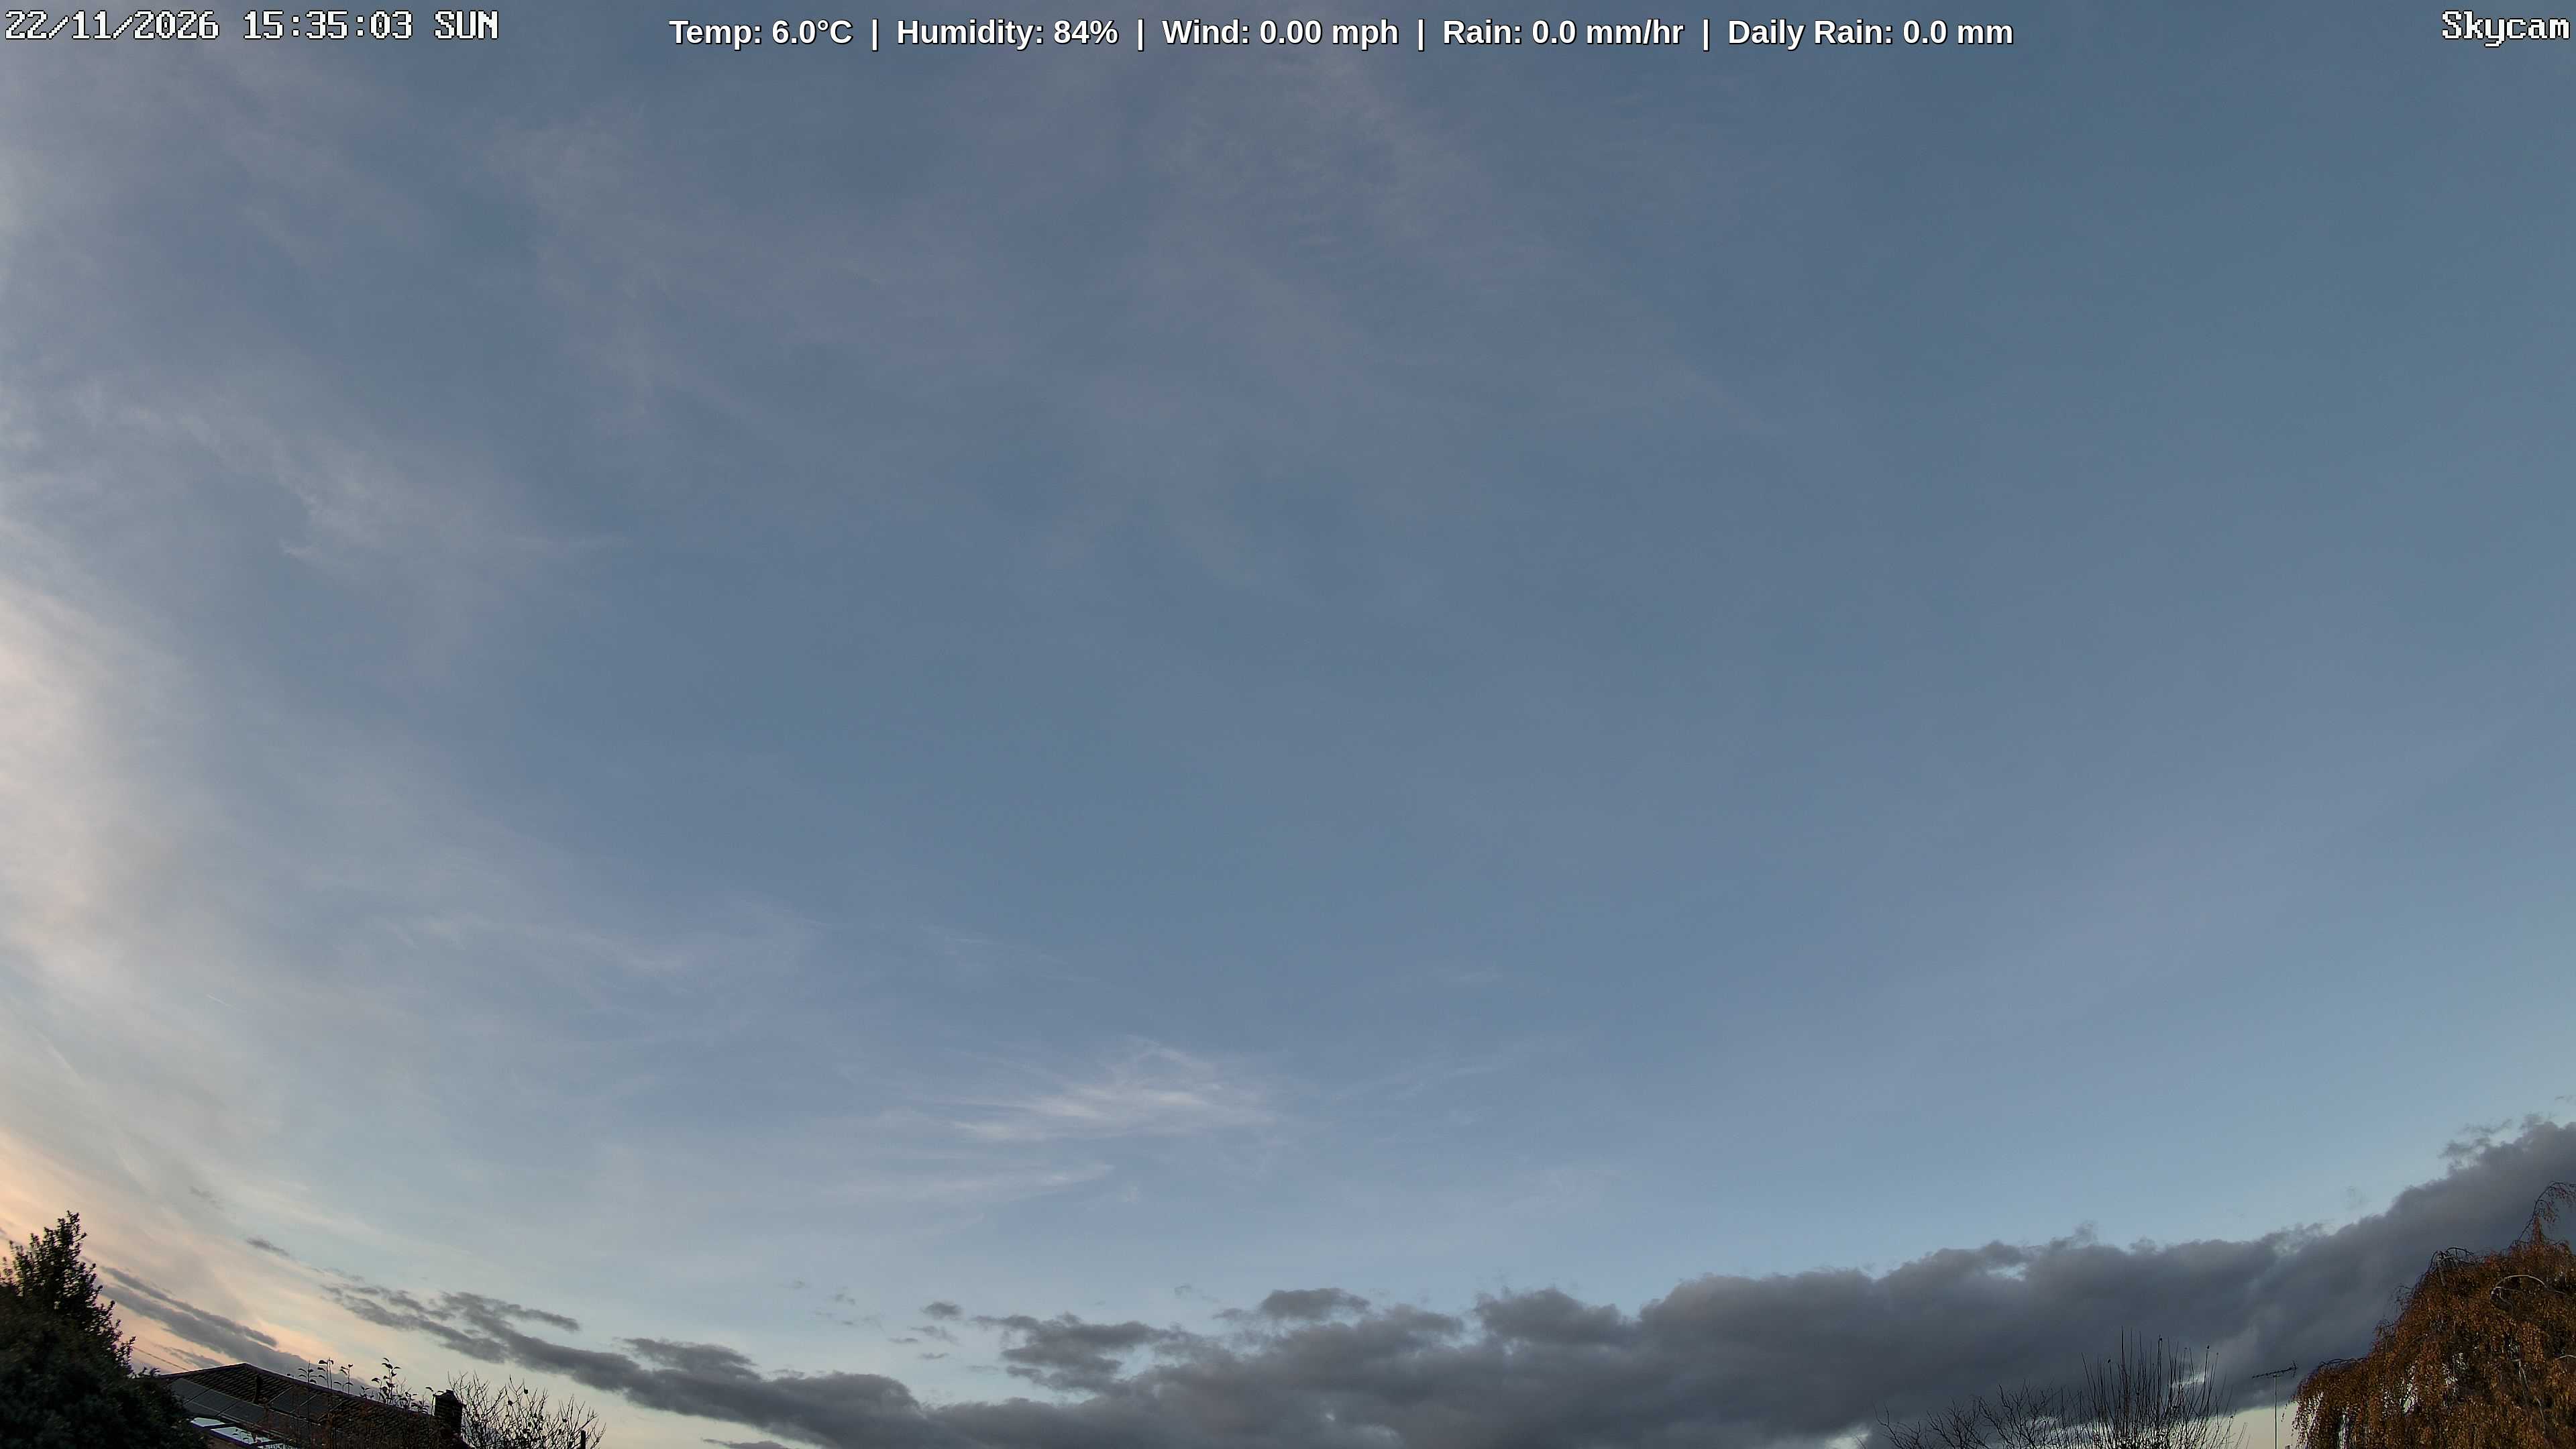 22/11/2026 15:35:03 SUN
Temp: 6.0°C | Humidity: 84% | Wind: 0.00 mph | Rain: 0.0 mm/hr | Daily Rain: 0.0 mm
Skycam